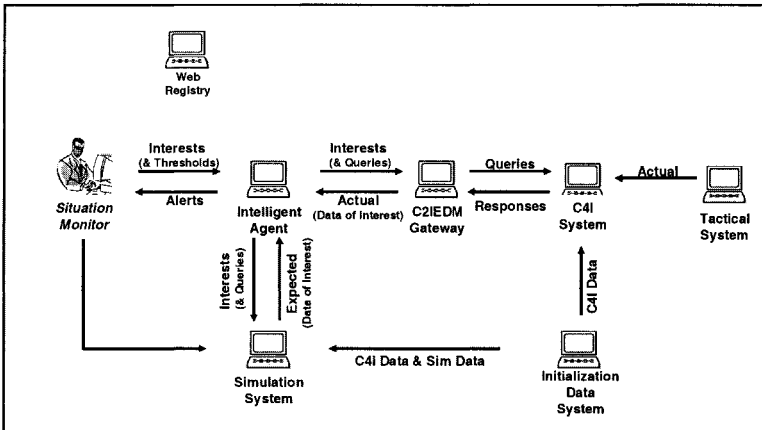 Web
Registry
Interests
(& Thresholds)
Alerts
Situation
Monitor
Intelligent
Agent
Interests
(& Queries)
Actual
(Data of Interest)
C2IEDM
Gateway
Queries
Responses
C4I
System
Actual
Tactical
System
Interests
(& Queries)
Expected
(Data of Interest)
C4I Data
Simulation
System
C4I Data & Sim Data
Initialization
Data
System